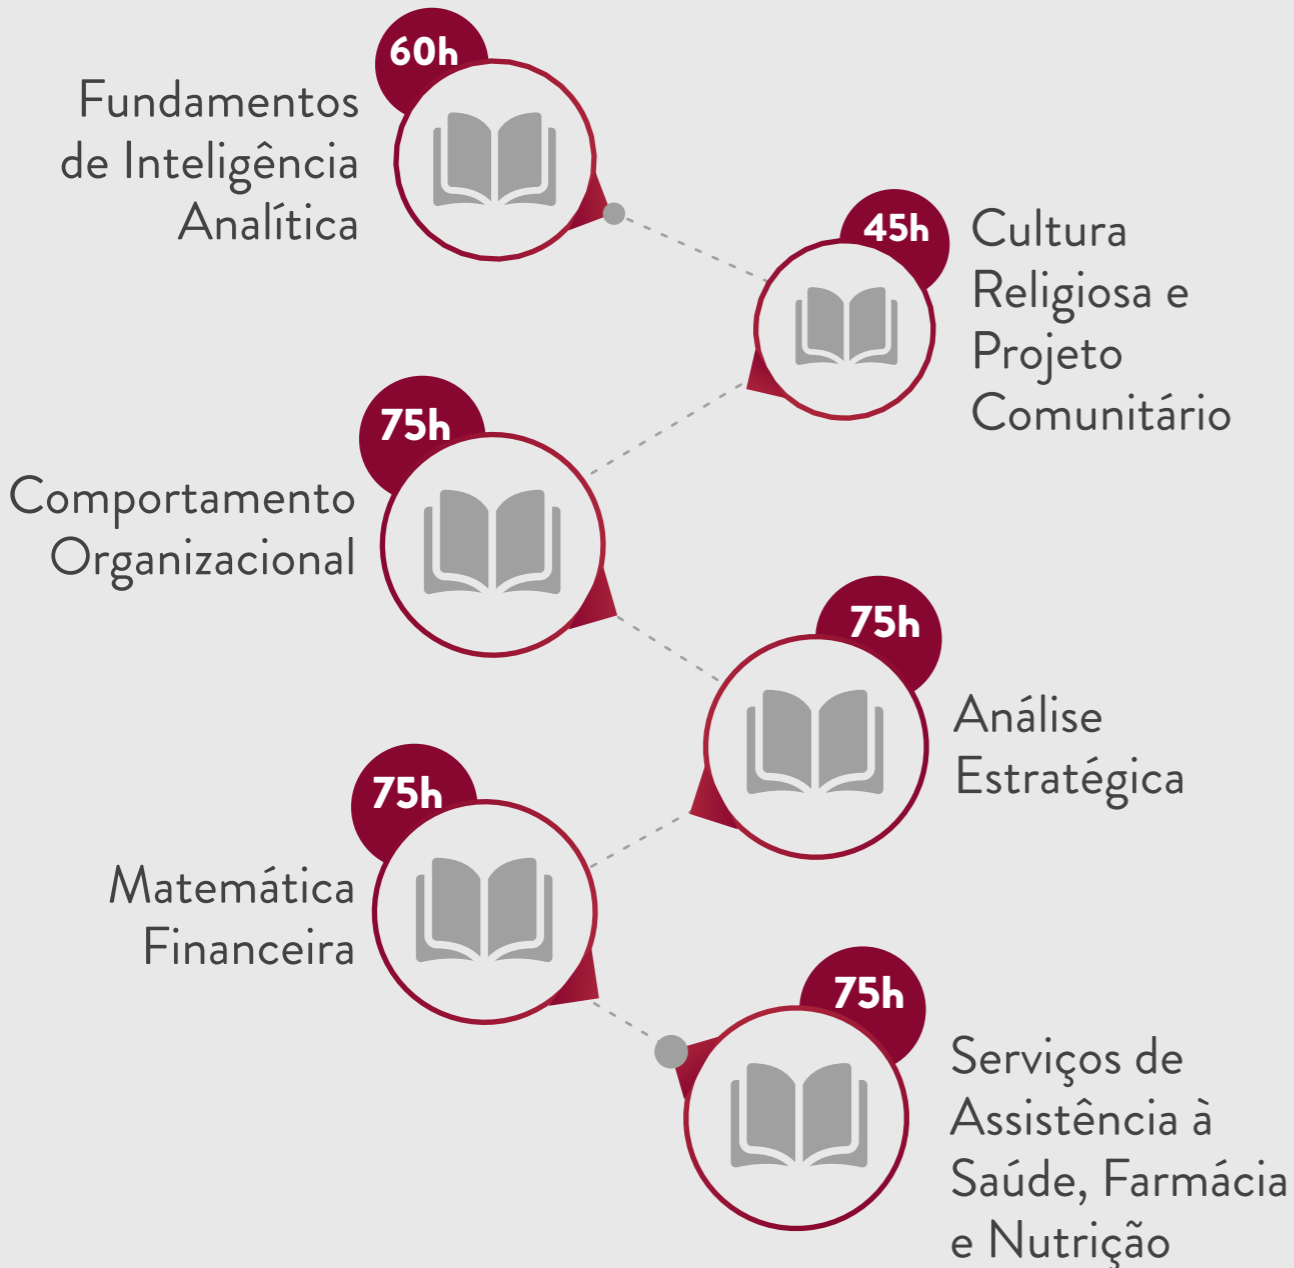 60h
Fundamentos
de Inteligência
Analítica
45h
Cultura
Religiosa e
Projeto
Comunitário
75h
Comportamento
Organizacional
75h
Análise
Estratégica
75h
Matemática
Financeira
75h
Serviços de
Assistência à
Saúde, Farmácia
e Nutrição